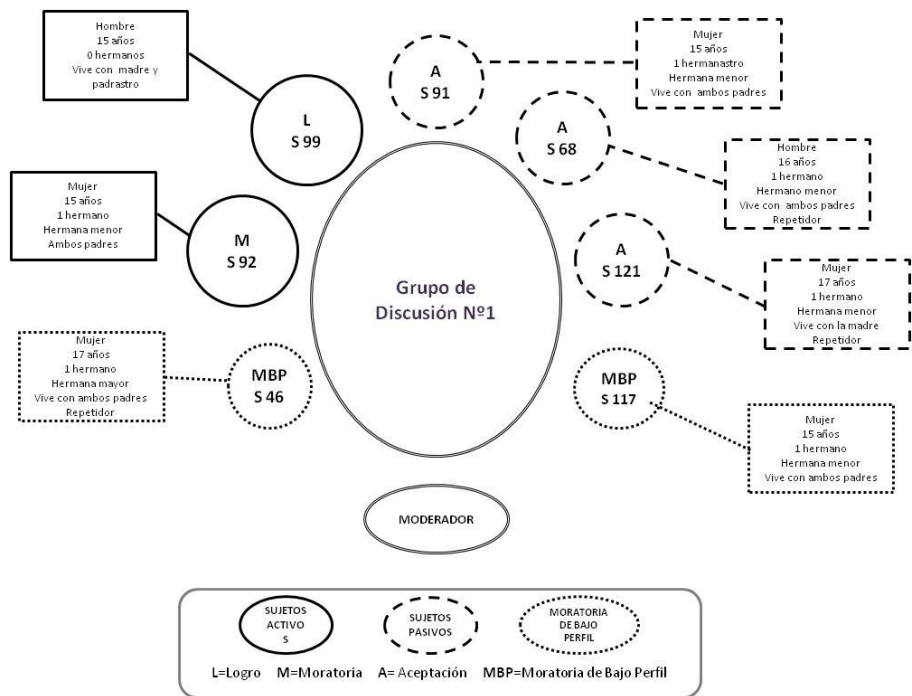 Hombre
15 años
0 hermanos
Vive con madre y
padrastro
L
S 99
A
S 91
Mujer
15 años
1 hermanastro
Hermana menor
Vive con ambos padres
A
S 68
Hombre
16 años
1 hermano
Hermano menor
Vive con ambos padres
Repetidor
Mujer
15 años
1 hermano
Hermana menor
Ambos padres
M
S 92
A
S 121
Mujer
17 años
1 hermano
Hermana menor
Vive con la madre
Repetidor
Grupo de
Discusión Nº1
Mujer
17 años
1 hermano
Hermana mayor
Vive con ambos padres
Repetidor
MBP
S 46
MBP
S 117
Mujer
15 años
1 hermano
Hermana menor
Vive con ambos padres
MODERADOR
SUJETOS
ACTIVO
S
SUJETOS
PASIVOS
MORATORIA
DE BAJO
PERFIL
L=Logro M=Moratoria A= Aceptación MBP=Moratoria de Bajo Perfil